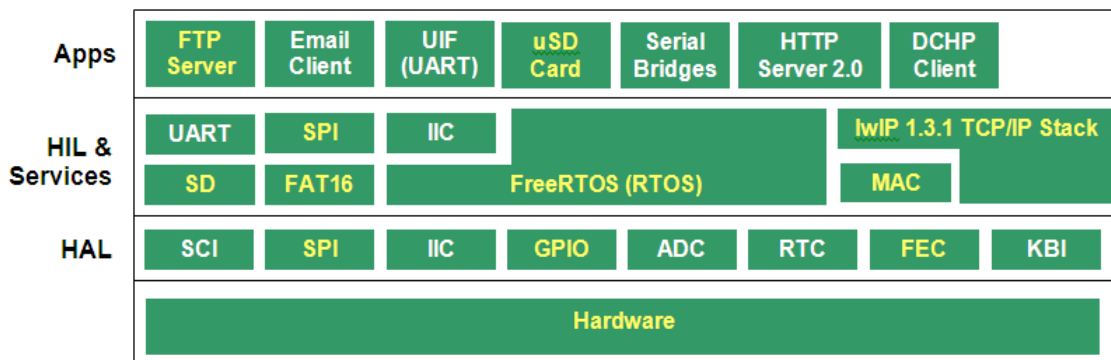 Apps
FTP
Server
Email
Client
UIF
(UART)
uSD
Card
Serial
Bridges
HTTP
Server 2.0
DCHP
Client
HIL &
Services
UART
SPI
IIC
lwIP 1.3.1 TCP/IP Stack
SD
FAT16
FreeRTOS (RTOS)
MAC
HAL
SCI
SPI
IIC
GPIO
ADC
RTC
FEC
KBI
Hardware